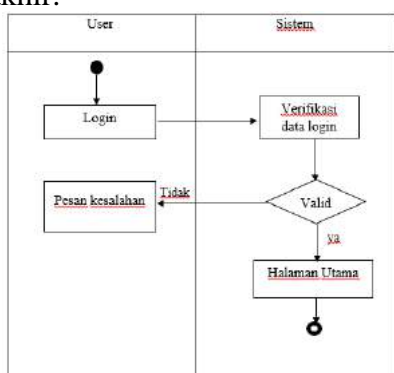 User
Sistem
Login
Verifikasi
data login
Pesan kesalahan
Tidak
Valid
ya
Halaman Utama